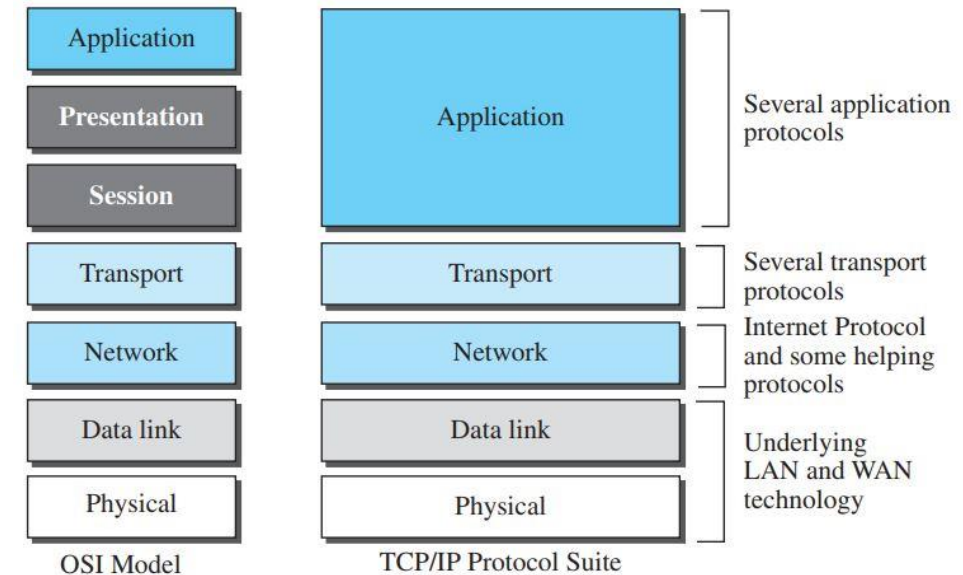 Application
Presentation
Session
Transport
Network
Data link
Physical
OSI Model
Application
Transport
Network
Data link
Physical
TCP/IP Protocol Suite
Several application
protocols
Several transport
protocols
Internet Protocol
and some helping
protocols
Underlying
LAN and WAN
technology